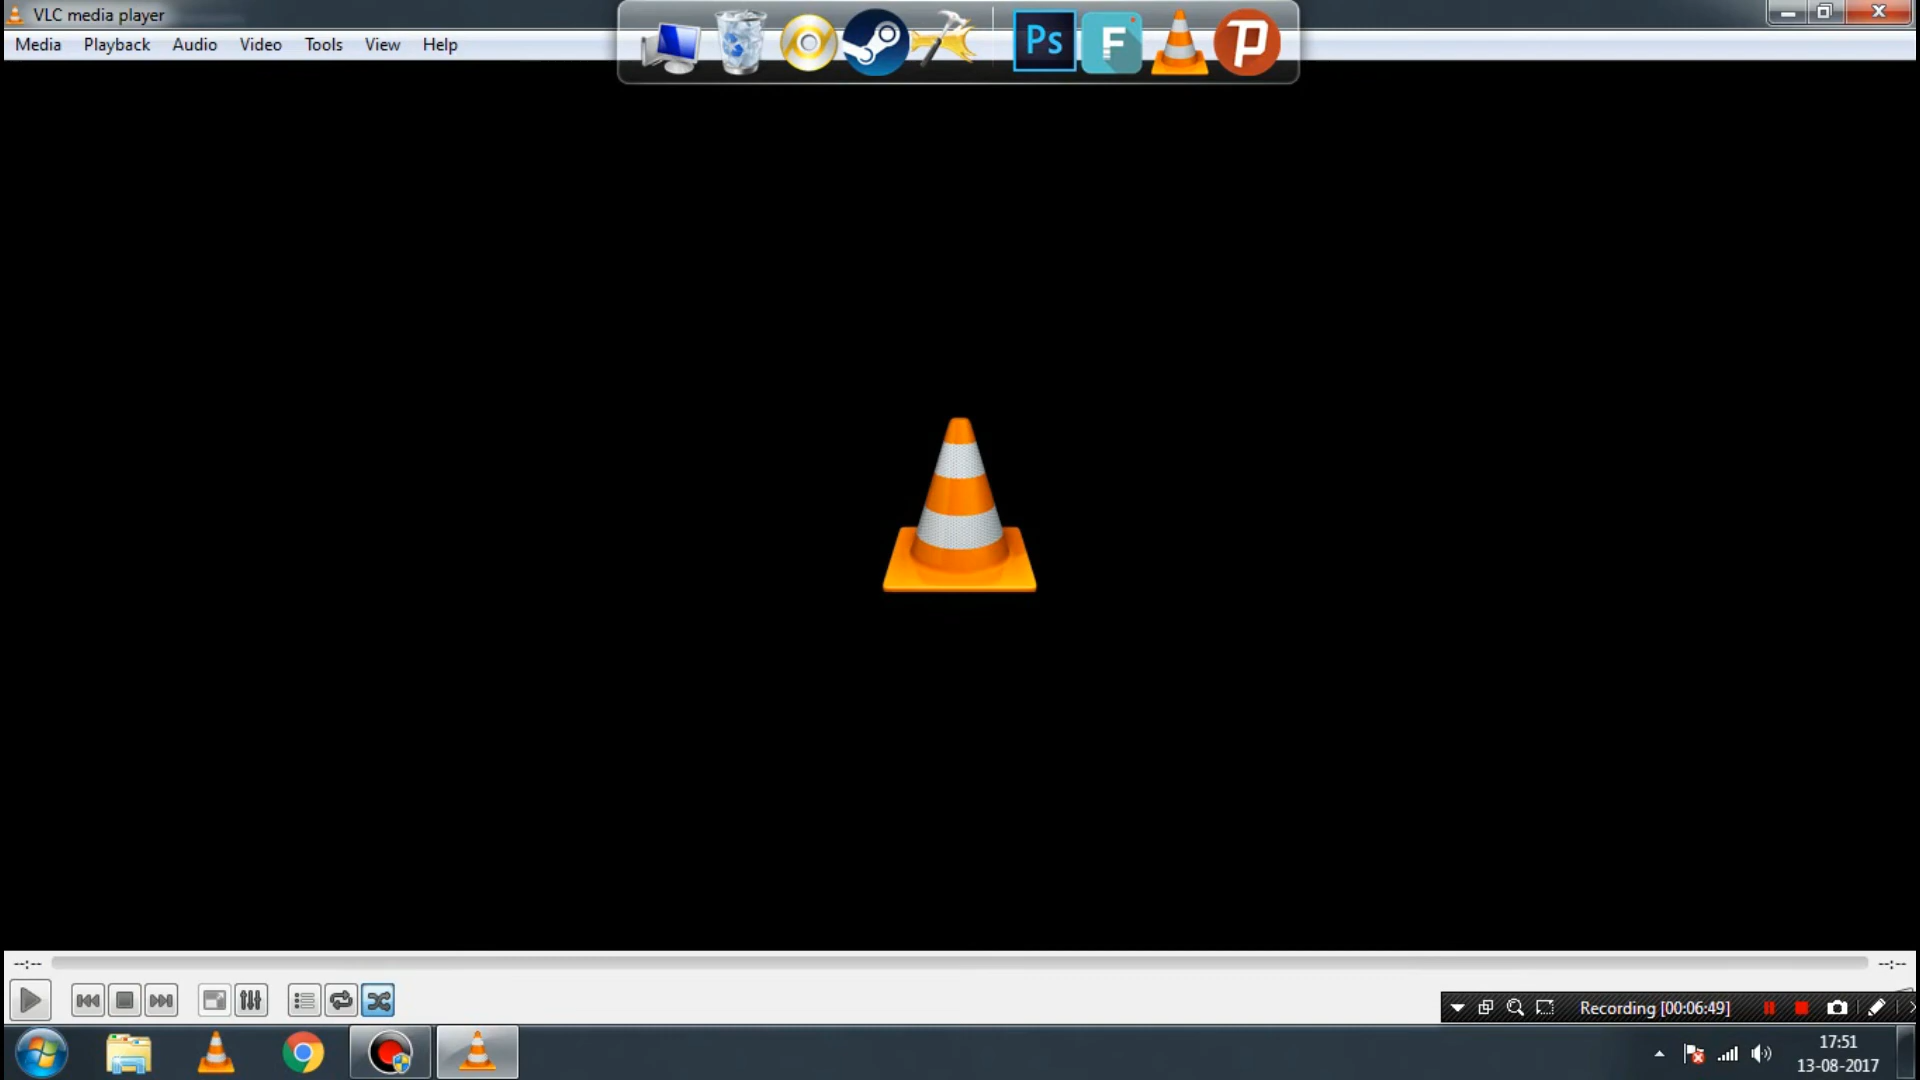 VLC media player
Media Playback Audio Video Tools View Help
Ps
F
--:-- --:--
Recording [00:06:49]
17:51
13-08-2017